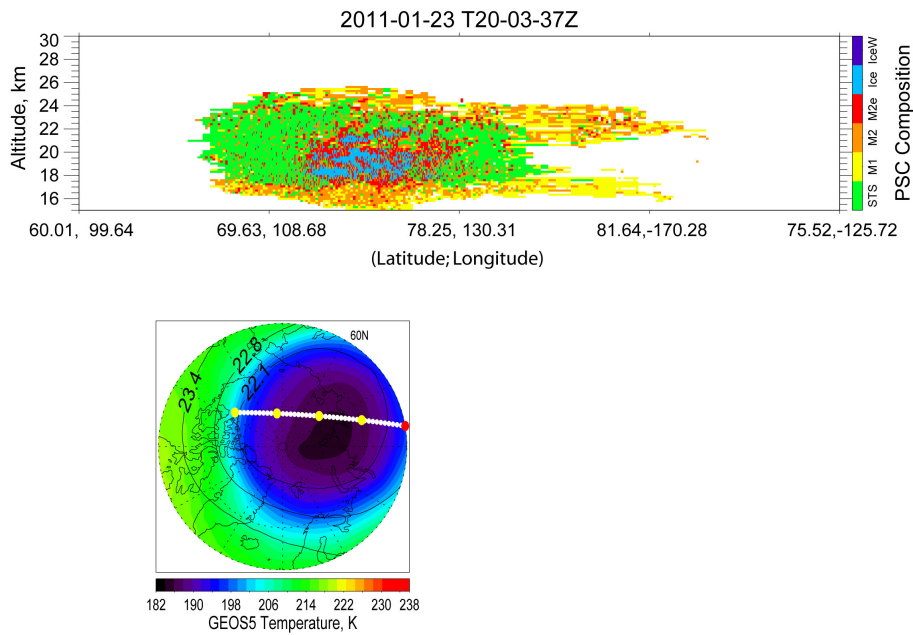 2011-01-23 T20-03-37Z
30
28
26
24
22
20
18
16
Altitude, km
60.01, 99.64
69.63, 108.68
78.25, 130.31
81.64,-170.28
75.52,-125.72
(Latitude; Longitude)
IceW
Ice
M2e
M2
M1
STS
PSC Composition
60N
22.8
22.1
23.4
182 190 198 206 214 222 230 238
GEOS5 Temperature, K